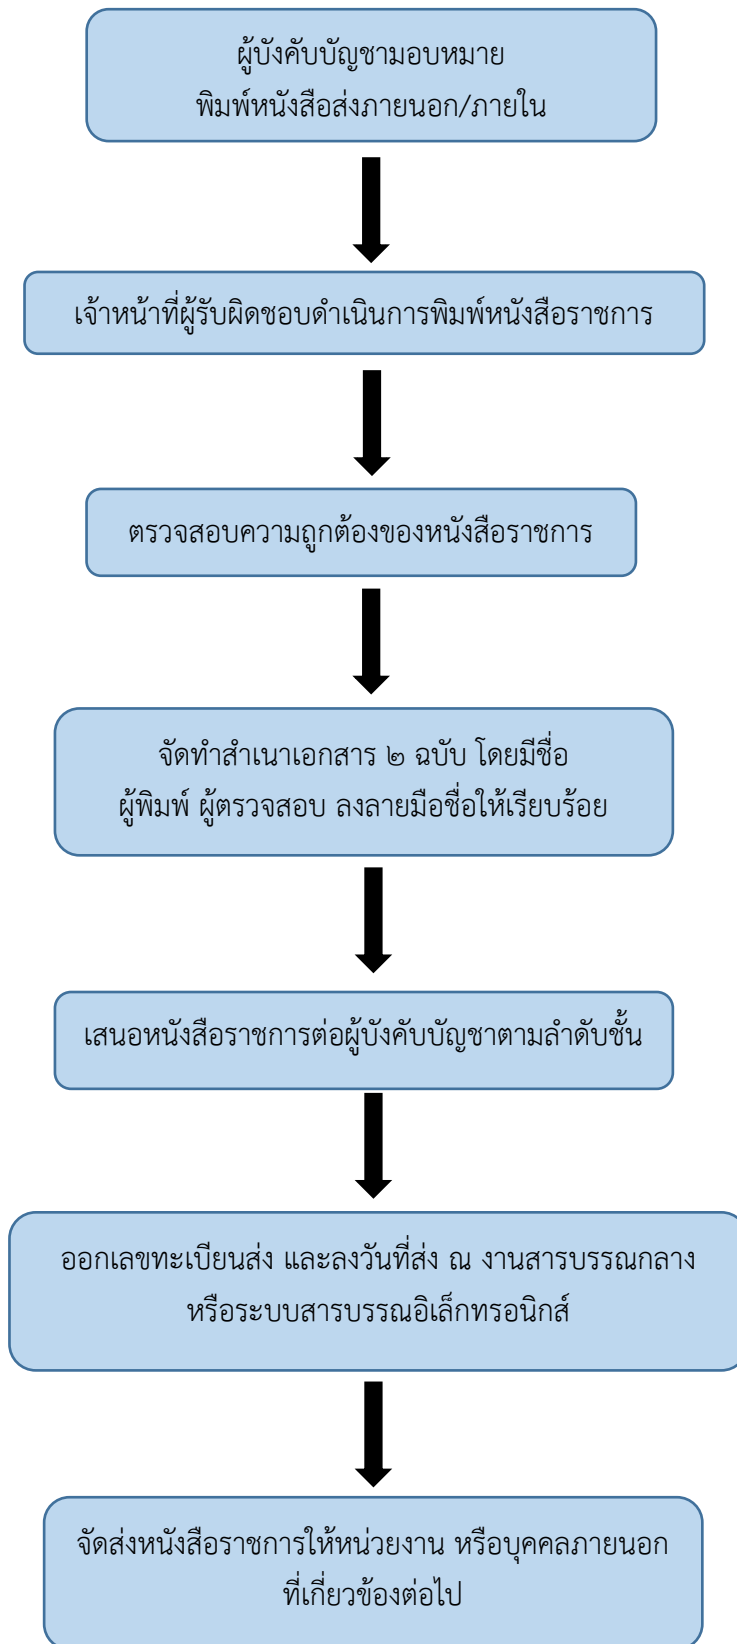 ผู้บังคับบัญชามอบหมาย
พิมพ์หนังสือส่งภายนอก/ภายใน
เจ้าหน้าที่ผู้รับผิดชอบดำเนินการพิมพ์หนังสือราชการ
ตรวจสอบความถูกต้องของหนังสือราชการ
จัดทำสำเนาเอกสาร ๒ ฉบับ โดยมีชื่อ
ผู้พิมพ์ ผู้ตรวจสอบ ลงลายมือชื่อให้เรียบร้อย
เสนอหนังสือราชการต่อผู้บังคับบัญชาตามลำดับชั้น
ออกเลขทะเบียนส่ง และลงวันที่ส่ง ณ งานสารบรรณกลาง
หรือระบบสารบรรณอิเล็กทรอนิกส์
จัดส่งหนังสือราชการให้หน่วยงาน หรือบุคคลภายนอก
ที่เกี่ยวข้องต่อไป